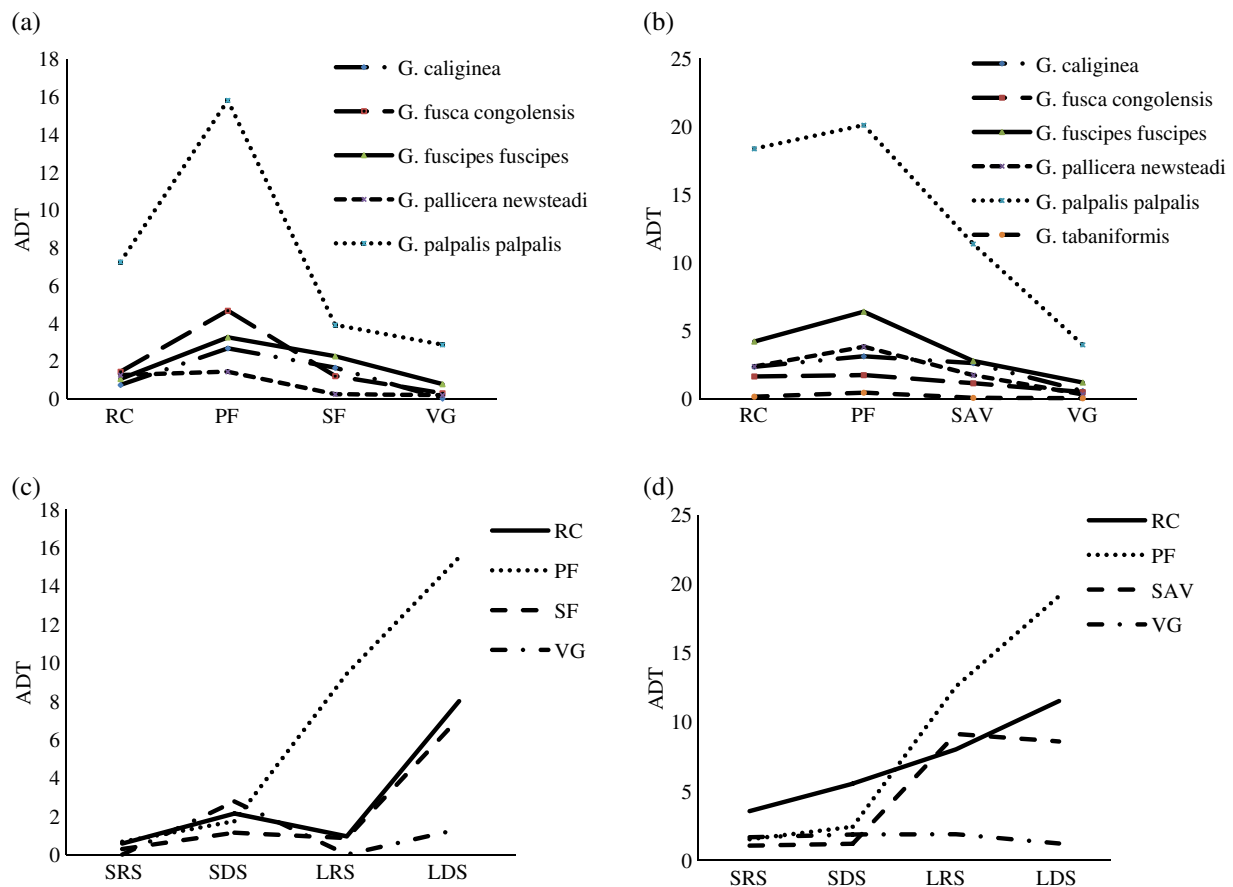 (a)
18
16
14
12
10
8
6
4
2
0
ADT
RC PF SF VG
G. caliginea
G. fusca congolensis
G. fuscipes fuscipes
G. pallicera newsteadi
G. palpalis palpalis
(b)
25
20
15
10
5
0
ADT
RC PF SAV VG
G. caliginea
G. fusca congolensis
G. fuscipes fuscipes
G. pallicera newsteadi
G. palpalis palpalis
G. tabaniformis
(c)
18
16
14
12
10
8
6
4
2
0
ADT
SRS SDS LRS LDS
RC
PF
SF
VG
(d)
25
20
15
10
5
0
ADT
SRS SDS LRS LDS
RC
PF
SAV
VG